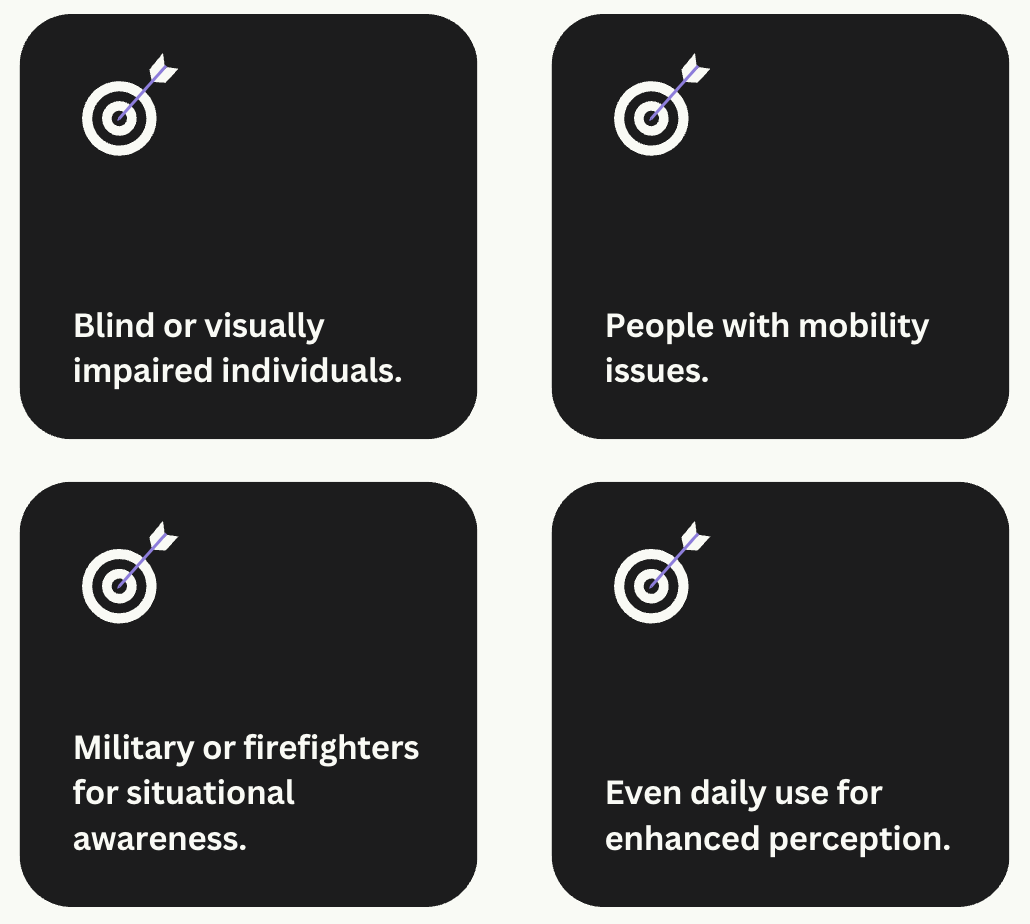 Blind or visually
impaired individuals.
People with mobility
issues.
Military or firefighters
for situational
awareness.
Even daily use for
enhanced perception.